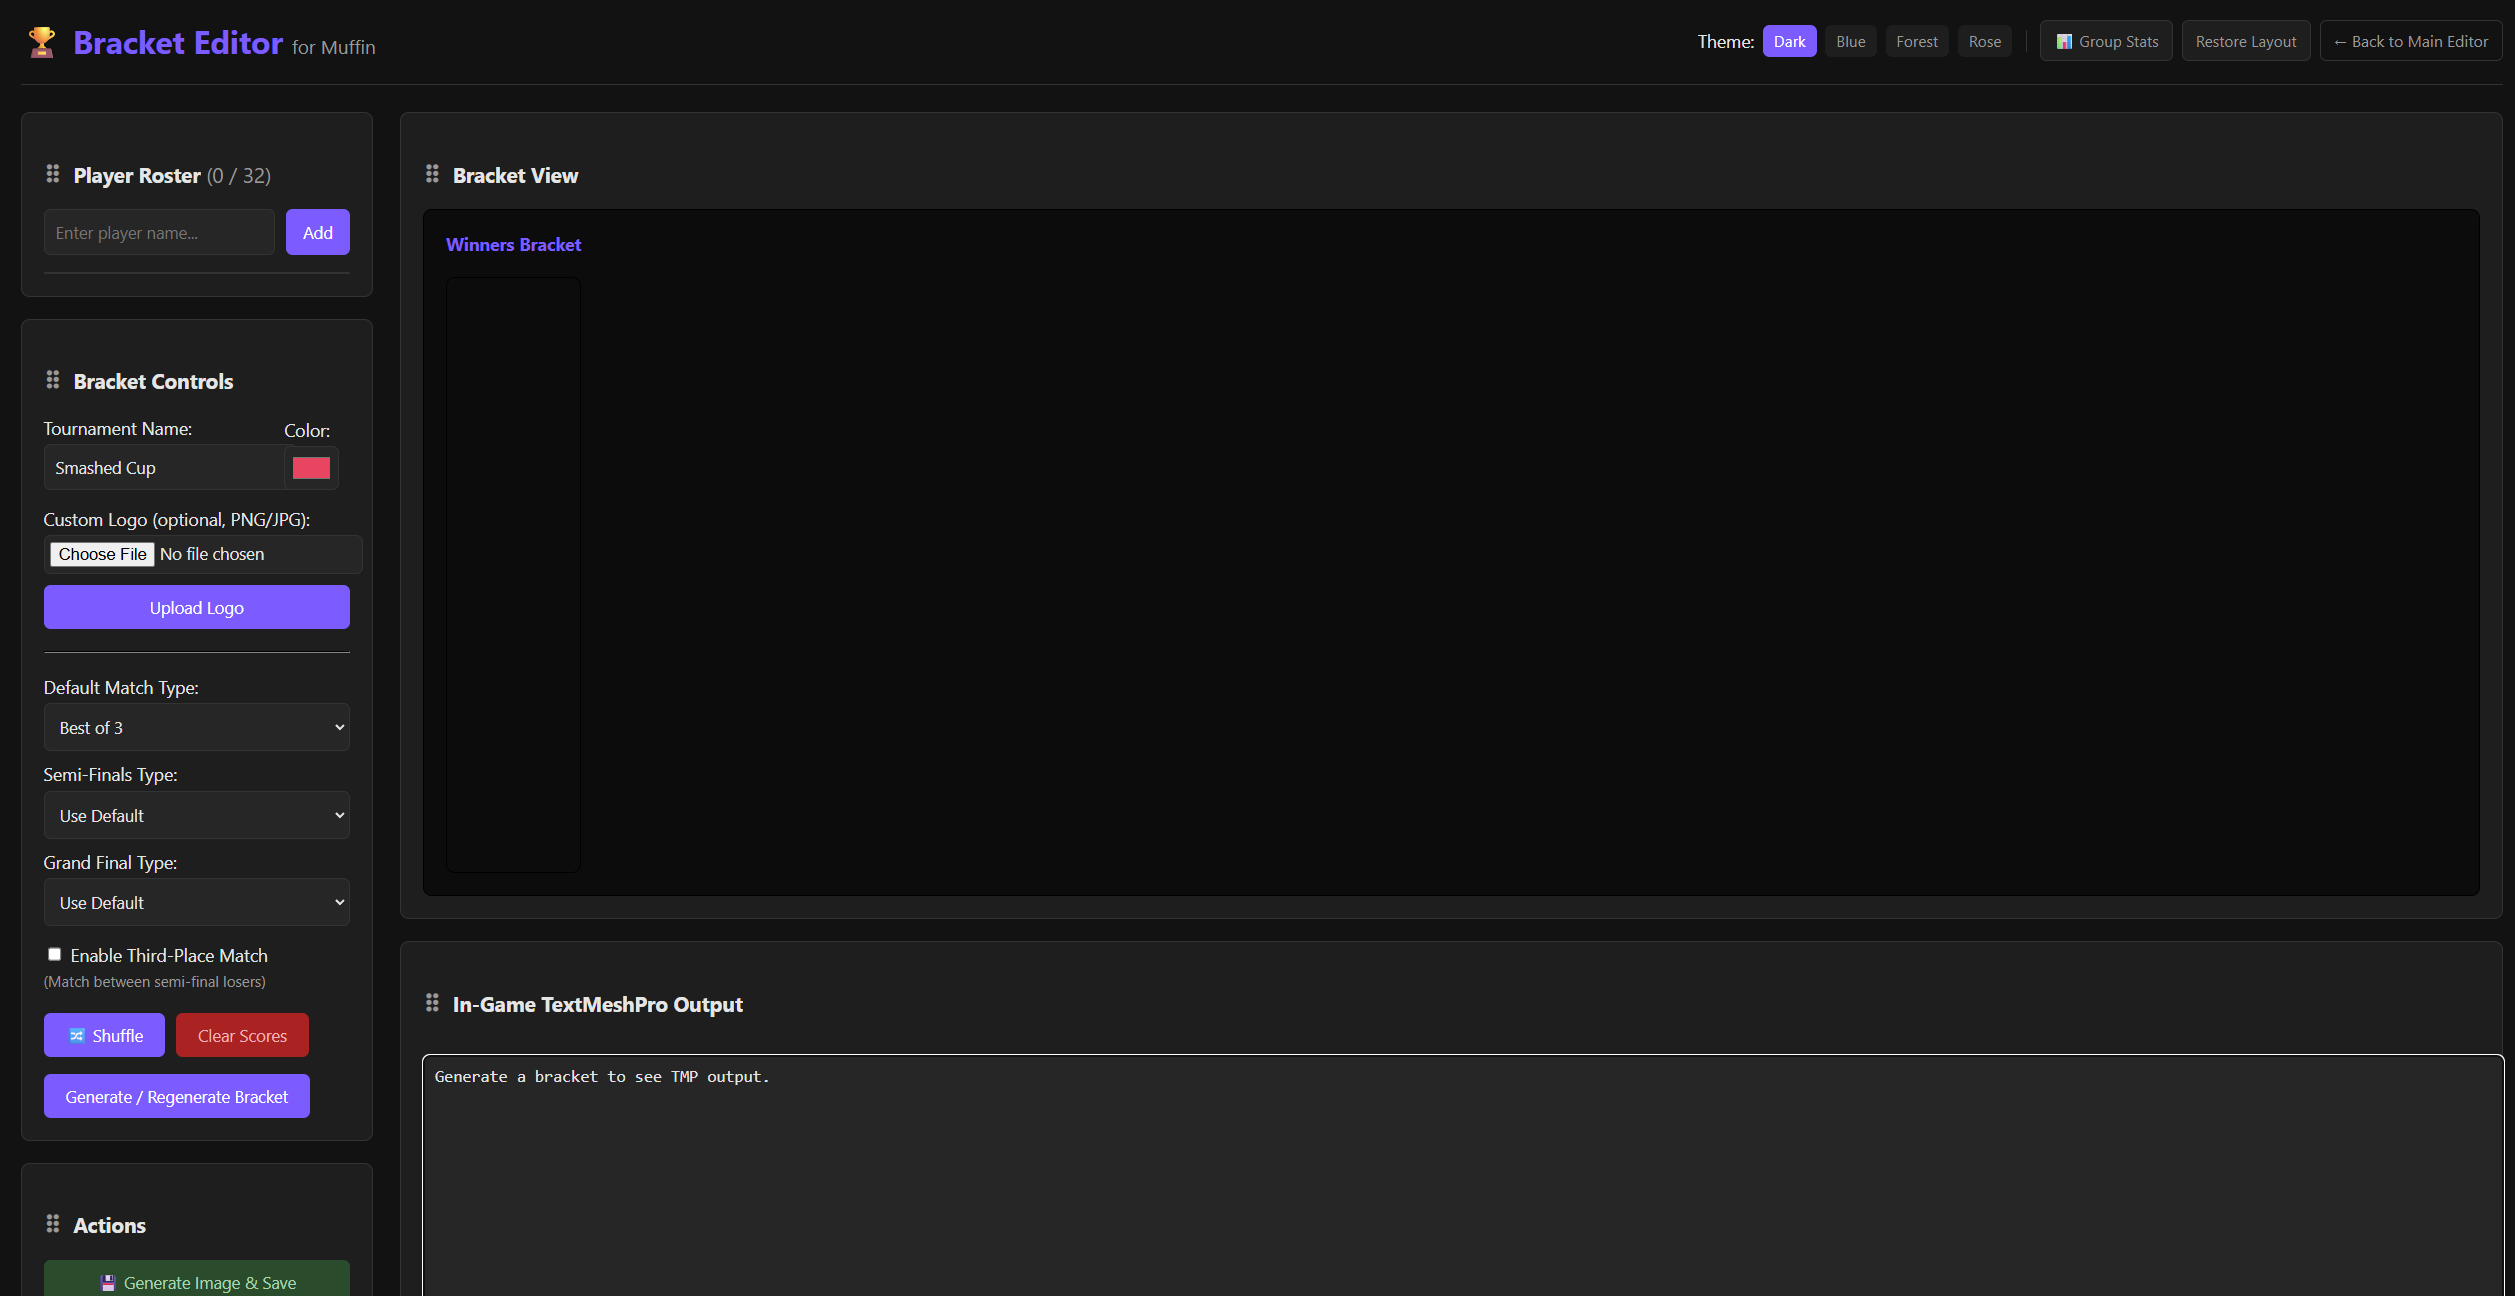 🏆 Bracket Editor for Muffin
Theme: Dark Blue Forest Rose 📊 Group Stats Restore Layout ← Back to Main Editor
Player Roster (0 / 32)
Enter player name... Add
Bracket Controls
Tournament Name: Color:
Smashed Cup
Custom Logo (optional, PNG/JPG):
Choose File No file chosen
Upload Logo
Default Match Type:
Best of 3
Semi-Finals Type:
Use Default
Grand Final Type:
Use Default
Enable Third-Place Match
(Match between semi-final losers)
🔀 Shuffle Clear Scores
Generate / Regenerate Bracket
Actions
💾 Generate Image & Save
Bracket View
Winners Bracket
In-Game TextMeshPro Output
Generate a bracket to see TMP output.